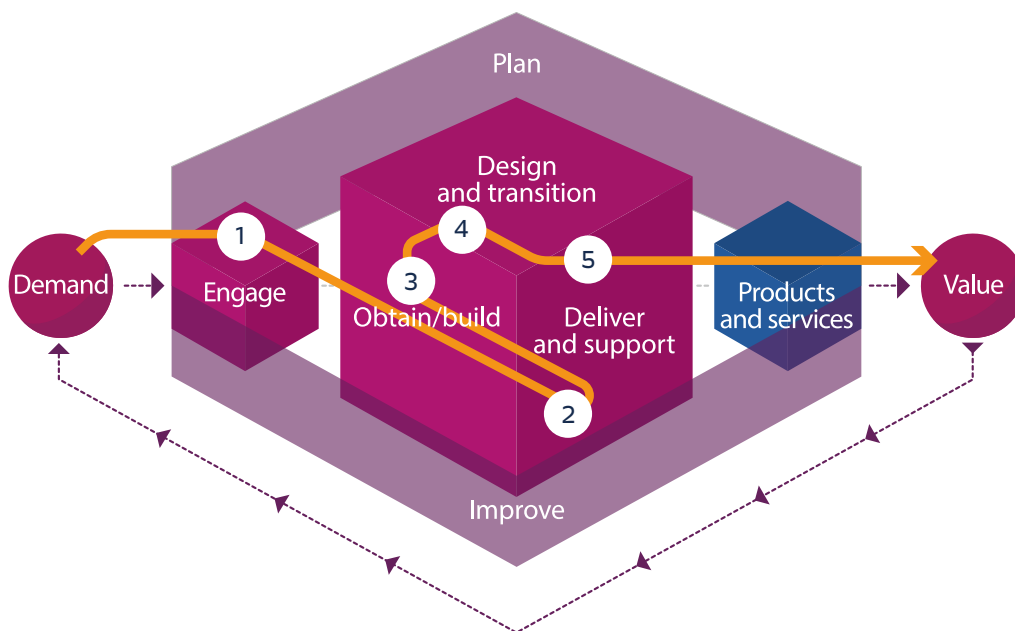 Plan
Design
and transition
1
4
5
3
Demand
Engage
Obtain/build
Deliver
and support
Products
and services
Value
2
Improve